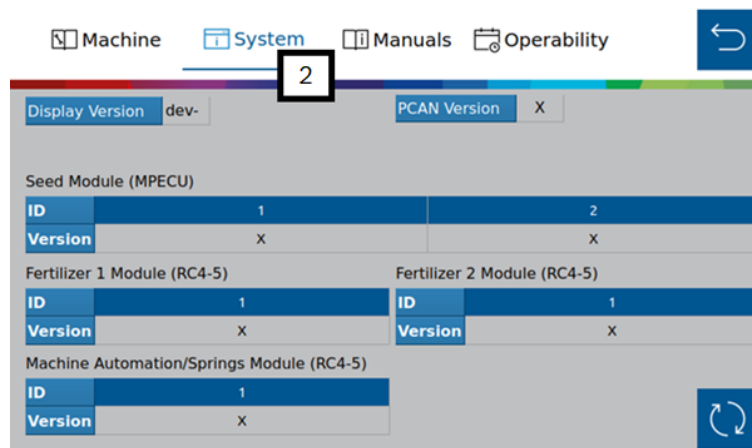 Machine System Manuals Operability
2
Display Version dev- PCAN Version X
Seed Module (MPECU)
ID 1 2
Version X X
Fertilizer 1 Module (RC4-5) Fertilizer 2 Module (RC4-5)
ID 1 ID 1
Version X Version X
Machine Automation/Springs Module (RC4-5)
ID 1
Version X